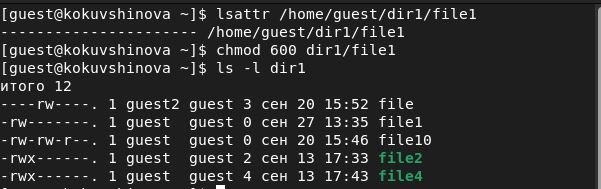 [guest@kokuvshinova ~]$ lsattr /home/guest/dir1/file1
---------------------- /home/guest/dir1/file1
[guest@kokuvshinova ~]$ chmod 600 dir1/file1
[guest@kokuvshinova ~]$ ls -l dir1
итого 12
----rw----. 1 guest2 guest 3 сен 20 15:52 file
-rw-------. 1 guest  guest 0 сен 27 13:35 file1
-rw-rw-r--. 1 guest  guest 0 сен 20 15:46 file10
-rwx------. 1 guest  guest 2 сен 13 17:33 file2
-rwx------. 1 guest  guest 4 сен 13 17:43 file4